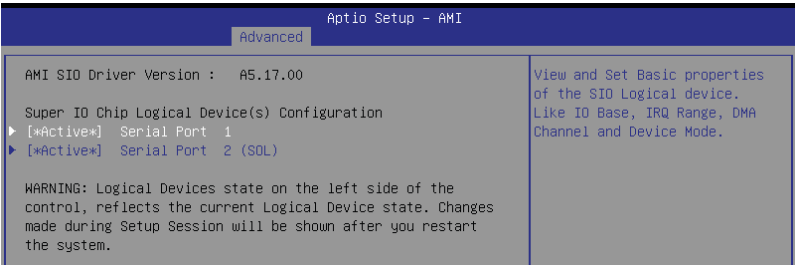 Aptio Setup – AMI
Advanced
AMI SIO Driver Version : A5.17.00
Super IO Chip Logical Device(s) Configuration
[*Active*] Serial Port 1
[*Active*] Serial Port 2 (SOL)
WARNING: Logical Devices state on the left side of the
control, reflects the current Logical Device state. Changes
made during Setup Session will be shown after you restart
the system.
View and Set Basic properties
of the SIO Logical device.
Like IO Base, IRQ Range, DMA
Channel and Device Mode.